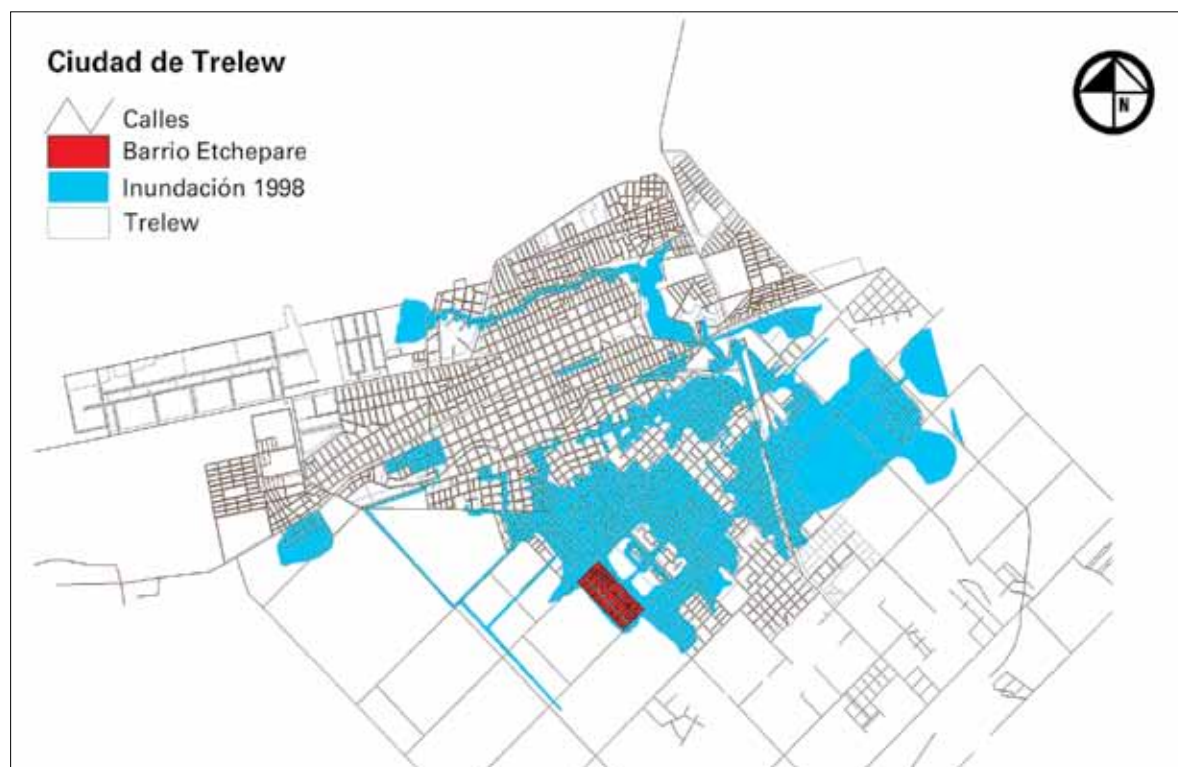 Ciudad de Trelew
Calles
Barrio Etchepare
Inundación 1998
Trelew
N